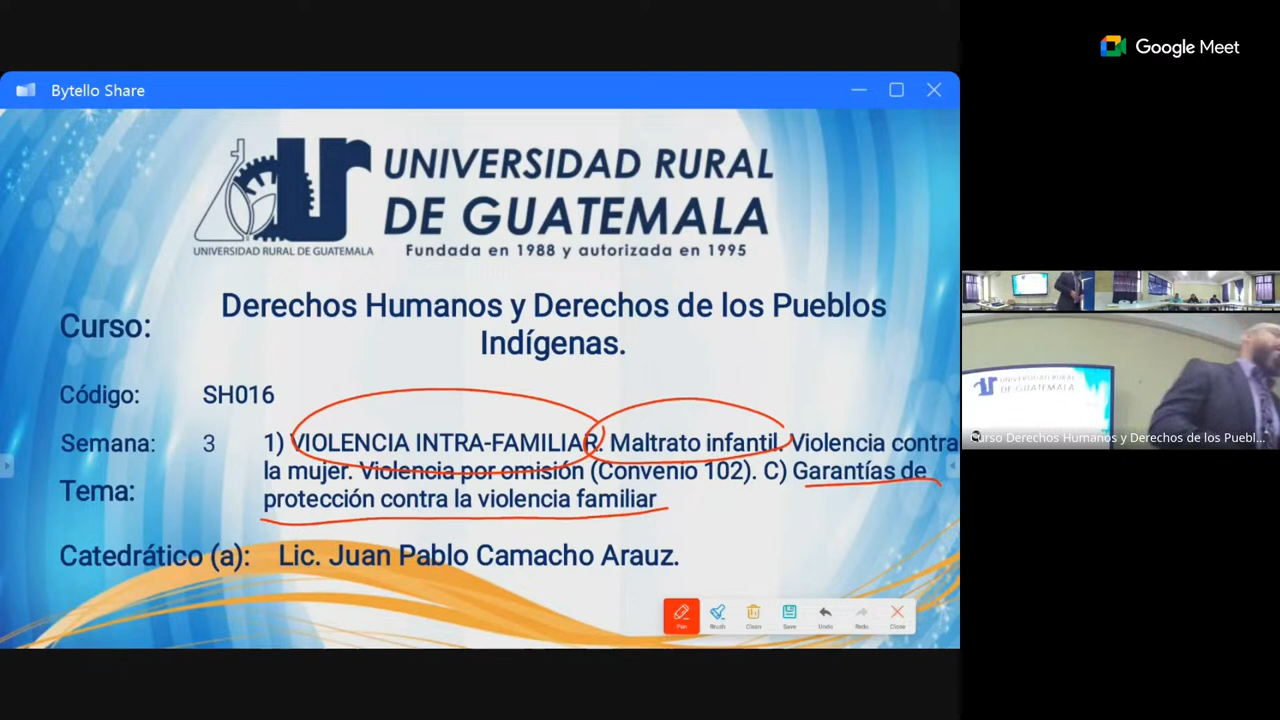 Google Meet
Bytello Share
UNIVERSIDAD RURAL
DE GUATEMALA
Fundada en 1988 y autorizada en 1995
UNIVERSIDAD RURAL DE GUATEMALA
Curso:
Derechos Humanos y Derechos de los Pueblos
Indígenas.
Código: SH016
Semana: 3
Tema:
1) VIOLENCIA INTRA-FAMILIAR. Maltrato infantil. Violencia contra
la mujer. Violencia por omisión (Convenio 102). C) Garantías de
protección contra la violencia familiar
Catedrático (a): Lic. Juan Pablo Camacho Arauz.
Pen Brush Clean Save Undo Redo Close
UNIVERSIDAD RURAL
DE GUATEMALA
Curso Derechos Humanos y Derechos de los Puebl...